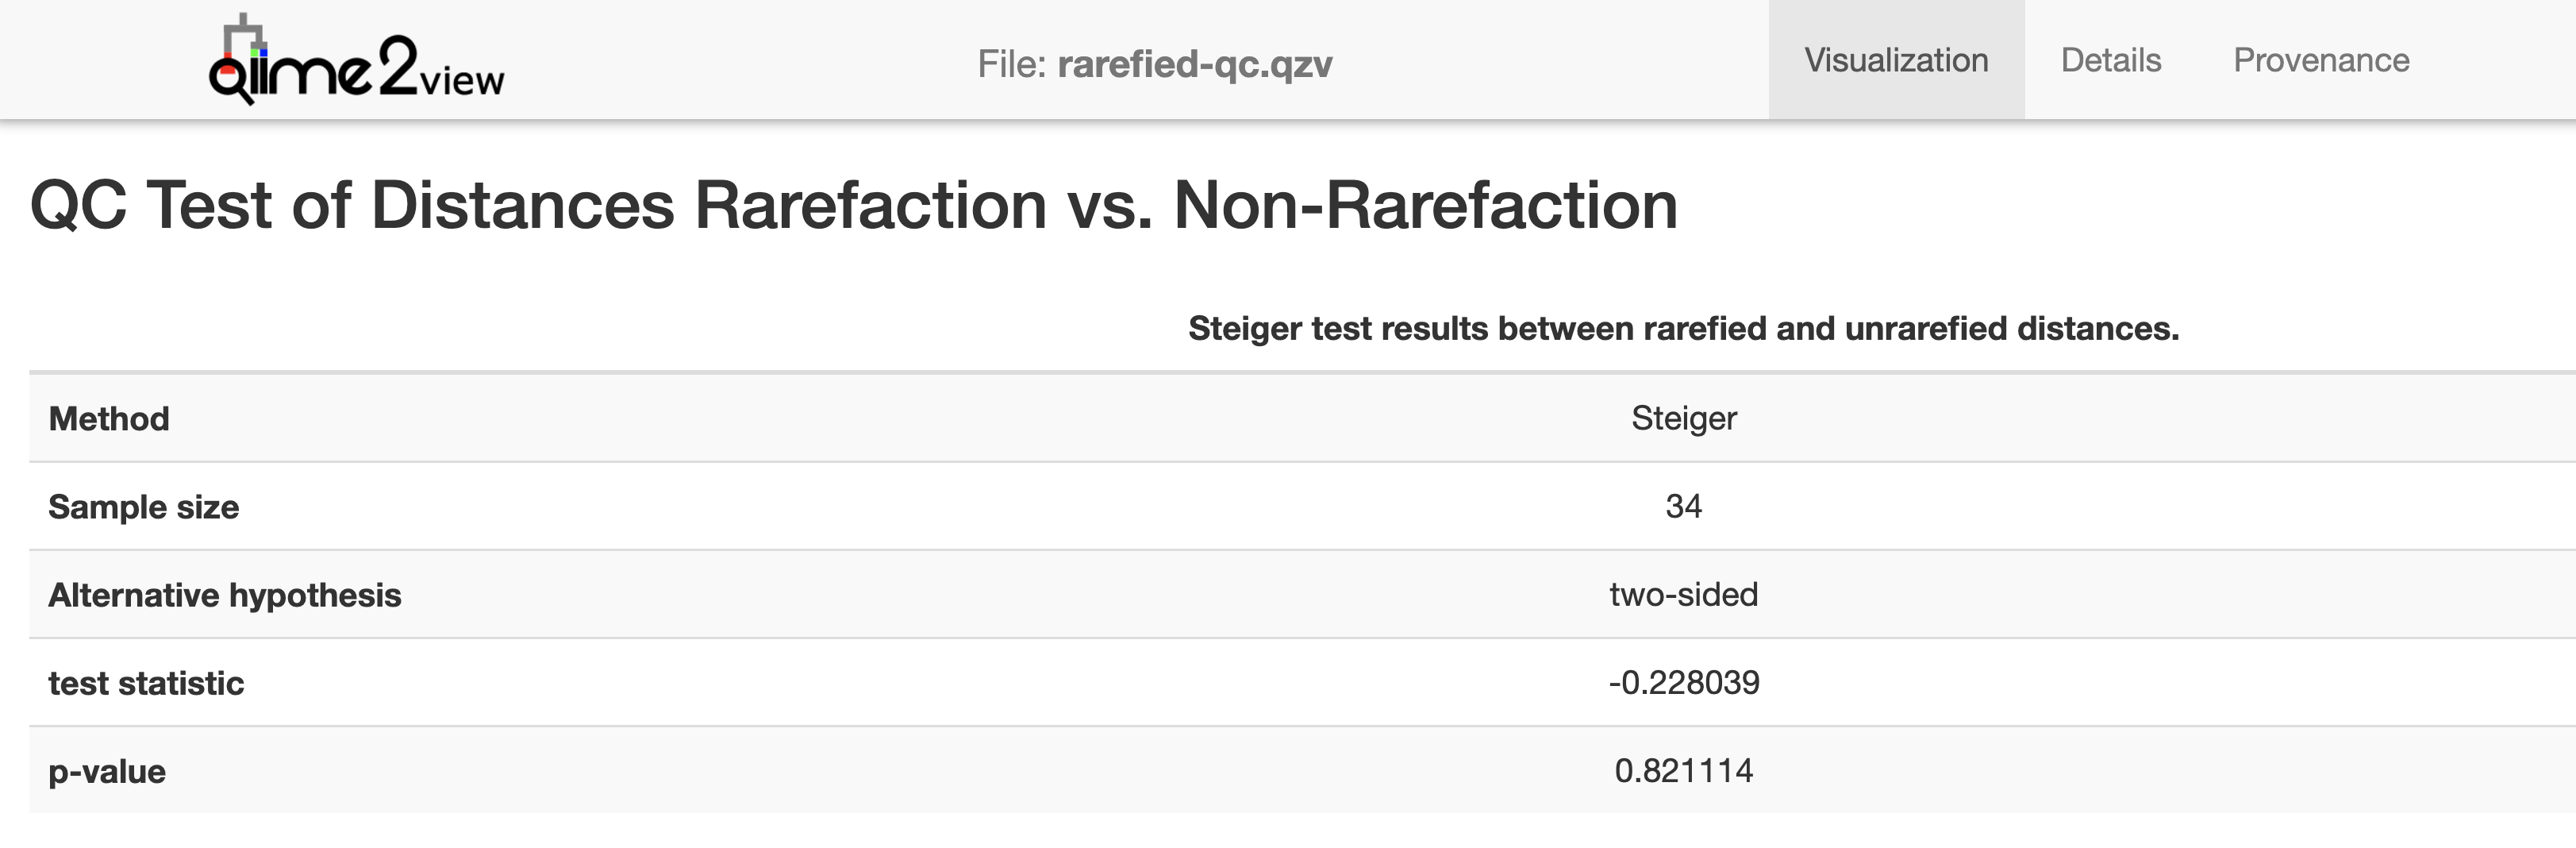 qiime2view
File: rarefied-qc.qzv
Visualization
Details
Provenance
QC Test of Distances Rarefaction vs. Non-Rarefaction
Steiger test results between rarefied and unrarefied distances.
Method Steiger
Sample size 34
Alternative hypothesis two-sided
test statistic -0.228039
p-value 0.821114